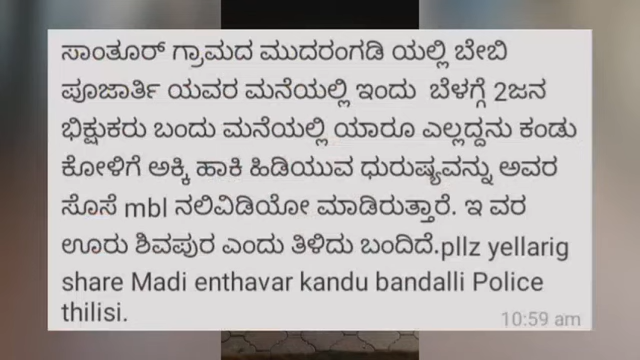 ಸಾಂತೂರ್ ಗ್ರಾಮದ ಮುದರಂಗಡಿ ಯಲ್ಲಿ ಬೇಬಿ
ಪೂಜಾರ್ತಿ ಯವರ ಮನೆಯಲ್ಲಿ ಇಂದು ಬೆಳಗ್ಗೆ 2ಜನ
ಭಿಕ್ಷುಕರು ಬಂದು ಮನೆಯಲ್ಲಿ ಯಾರೂ ಎಲ್ಲದ್ದನು ಕಂಡು
ಕೋಳಿಗೆ ಅಕ್ಕಿ ಹಾಕಿ ಹಿಡಿಯುವ ಧುರುಷ್ಯವನ್ನು ಅವರ
ಸೊಸೆ mbl ನಲಿವಿಡಿಯೋ ಮಾಡಿರುತ್ತಾರೆ. ಇ ವರ
ಊರು ಶಿವಪುರ ಎಂದು ತಿಳಿದು ಬಂದಿದೆ.pllz yellarig
share Madi enthavar kandu bandalli Police
thilisi.
10:59 am